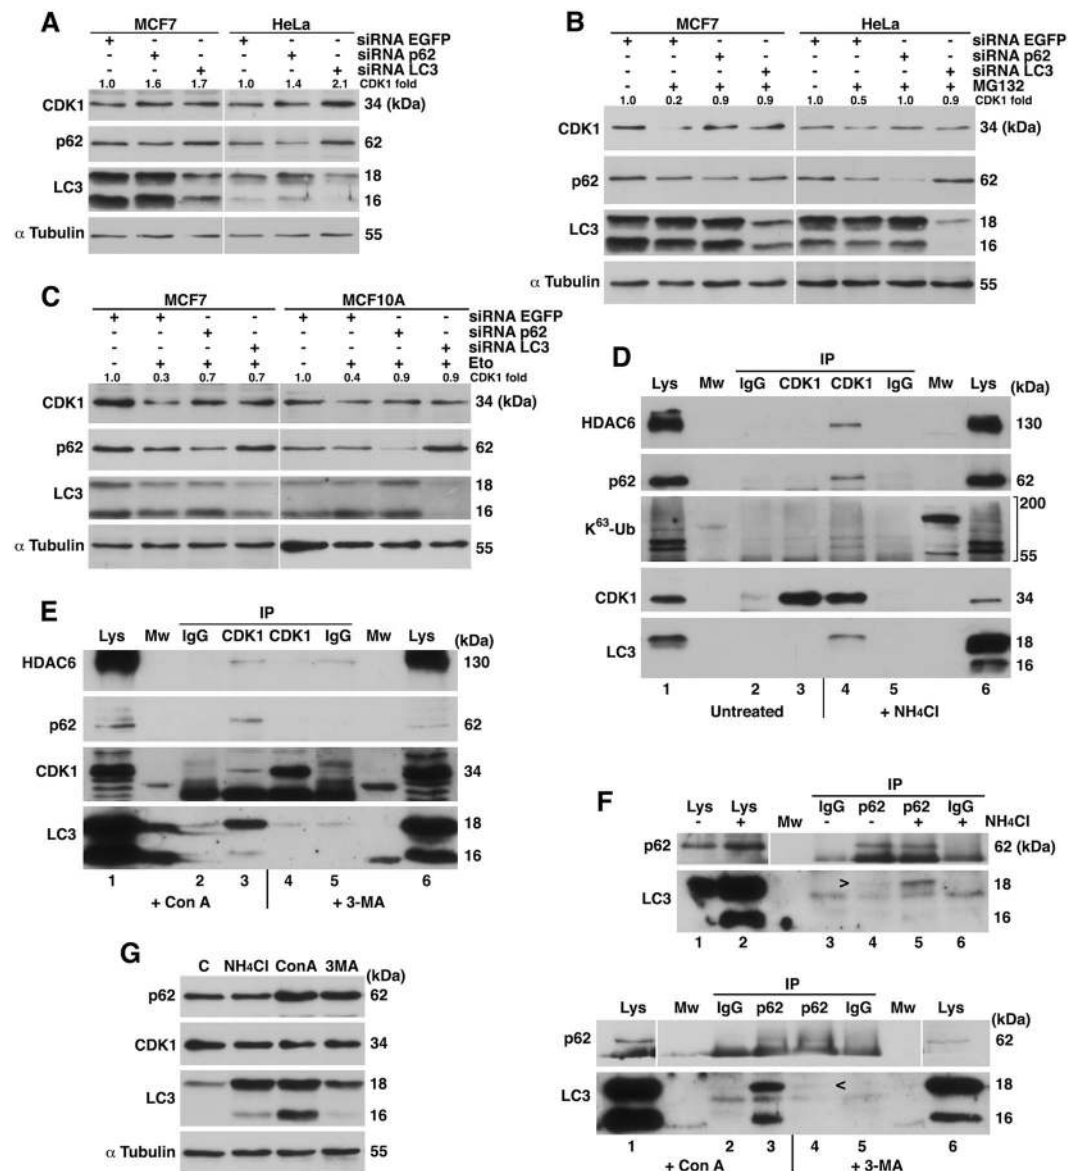 A
MCF7 HeLa
+ - - + - - siRNA EGFP
- + - - + - siRNA p62
- - + - - + siRNA LC3
1.0 1.6 1.7 1.0 1.4 2.1 CDK1 fold
CDK1 34 (kDa)
p62 62
LC3 18
16
α Tubulin 55
B
MCF7 HeLa
+ + - - + + - - siRNA EGFP
- - + - - - + - siRNA p62
- - - + - - - + siRNA LC3
- + + + - + + + MG132
1.0 0.2 0.9 0.9 1.0 0.5 1.0 0.9 CDK1 fold
CDK1 34 (kDa)
p62 62
LC3 18
16
α Tubulin 55
C
MCF7 MCF10A
+ + - - + + - - siRNA EGFP
- - + - - - + - siRNA p62
- - - + - - - + siRNA LC3
- + + + - + + + Eto
1.0 0.3 0.7 0.7 1.0 0.4 0.9 0.9 CDK1 fold
CDK1 34 (kDa)
p62 62
LC3 18
16
α Tubulin 55
D
IP
Lys Mw IgG CDK1 CDK1 IgG Mw Lys (kDa)
HDAC6 130
p62 62
K63-Ub 200
55
CDK1 34
LC3 18
16
1 2 3 4 5 6
Untreated + NH4Cl
E
IP
Lys Mw IgG CDK1 CDK1 IgG Mw Lys (kDa)
HDAC6 130
p62 62
CDK1 34
LC3 18
16
1 2 3 4 5 6
+ Con A + 3-MA
F
IP
Lys Lys Mw IgG p62 p62 IgG
- + - - + + NH4Cl
p62 62 (kDa)
LC3 > 18
16
1 2 3 4 5 6
IP
Lys Mw IgG p62 p62 IgG Mw Lys (kDa)
p62 62
LC3 < 18
16
1 2 3 4 5 6
+ Con A + 3-MA
G
C NH4Cl ConA 3MA (kDa)
p62 62
CDK1 34
LC3 18
16
α Tubulin 55